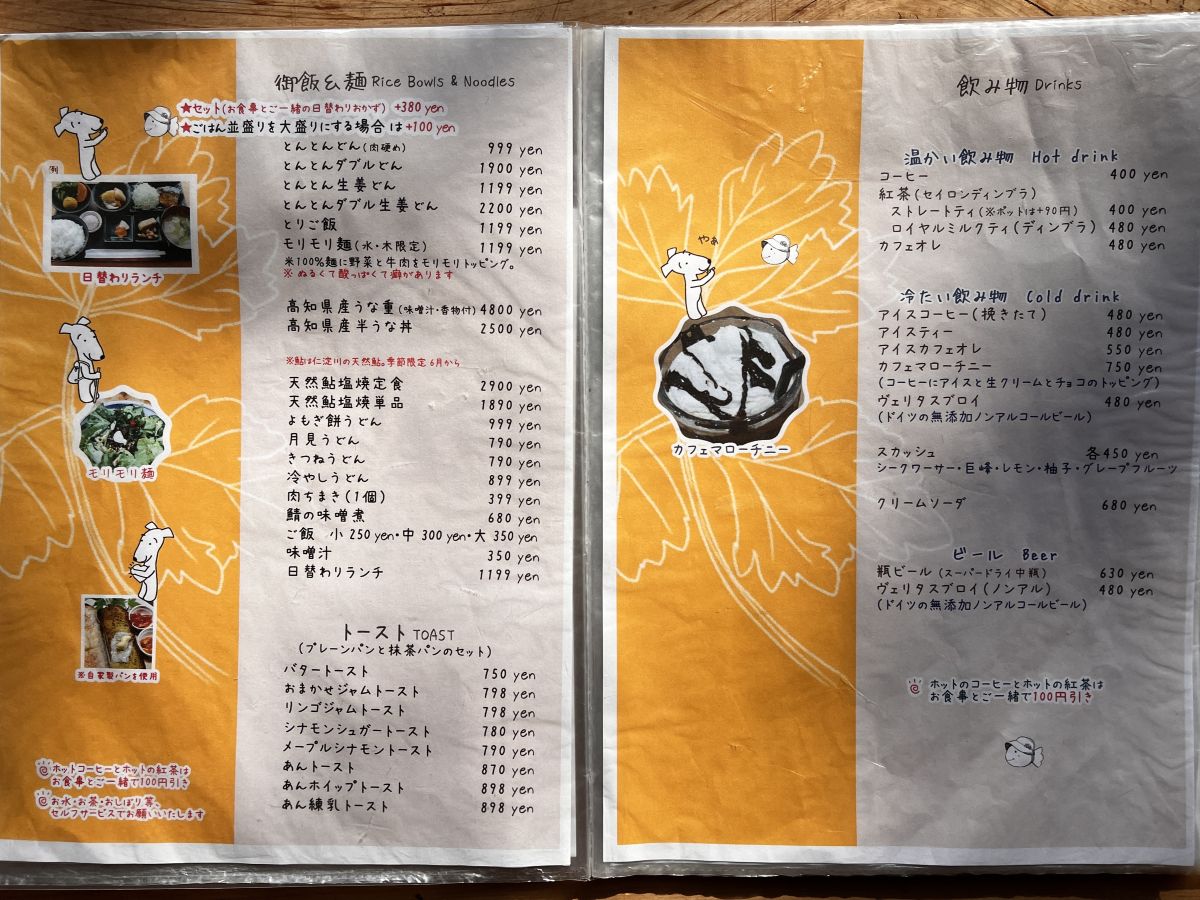 御飯&麺 Rice Bowls & Noodles
★セット(お食事とご一緒の日替わりおかず) +380 yen
★ごはん並盛りを大盛りにする場合 は+100 yen
とんとんどん(肉硬め) 999 yen
とんとんダブルどん 1900 yen
とんとん生姜どん 1199 yen
とんとんダブル生姜どん 2200 yen
とりご飯 1199 yen
モリモリ麺(水・木限定) 1199 yen
米100%麺に野菜と牛肉をモリモリトッピング。
※ ぬるくて酸っぱくて癖があります
高知県産うな重(味噌汁・香物付) 4800 yen
高知県産半うな丼 2500 yen
※鮎は仁淀川の天然鮎。季節限定 6月から
天然鮎塩焼定食 2900 yen
天然鮎塩焼単品 1890 yen
よもぎ餅うどん 999 yen
月見うどん 790 yen
きつねうどん 790 yen
冷やしうどん 899 yen
肉ちまき(1個) 399 yen
鯖の味噌煮 680 yen
ご飯 小 250 yen・中 300 yen・大 350 yen
味噌汁 350 yen
日替わりランチ 1199 yen
トースト TOAST
(プレーンパンと抹茶パンのセット)
バタートースト 750 yen
おまかせジャムトースト 798 yen
リンゴジャムトースト 798 yen
シナモンシュガートースト 780 yen
メープルシナモントースト 790 yen
あんトースト 870 yen
あんホイップトースト 898 yen
あん練乳トースト 898 yen
例
日替わりランチ
モリモリ麺
※自家製パンを使用
ホットコーヒーとホットの紅茶は
お食事とご一緒で100円引き
お水・お茶・おしぼり等、
セルフサービスでお願いいたします
飲み物 Drinks
温かい飲み物 Hot drink
コーヒー 400 yen
紅茶(セイロンディンブラ)
ストレートティ(※ポットは+90円) 400 yen
ロイヤルミルクティ(ディンブラ) 480 yen
カフェオレ 480 yen
冷たい飲み物 Cold drink
アイスコーヒー(挽きたて) 480 yen
アイスティー 480 yen
アイスカフェオレ 550 yen
カフェマローチニー 750 yen
(コーヒーにアイスと生クリームとチョコのトッピング)
ヴェリタスブロイ 480 yen
(ドイツの無添加ノンアルコールビール)
スカッシュ 各450 yen
シークワーサー・巨峰・レモン・柚子・グレープフルーツ
クリームソーダ 680 yen
ビール Beer
瓶ビール (スーパードライ中瓶) 630 yen
ヴェリタスブロイ(ノンアル) 480 yen
(ドイツの無添加ノンアルコールビール)
ホットのコーヒーとホットの紅茶は
お食事とご一緒で100円引き
やぁ
カフェマローチニー